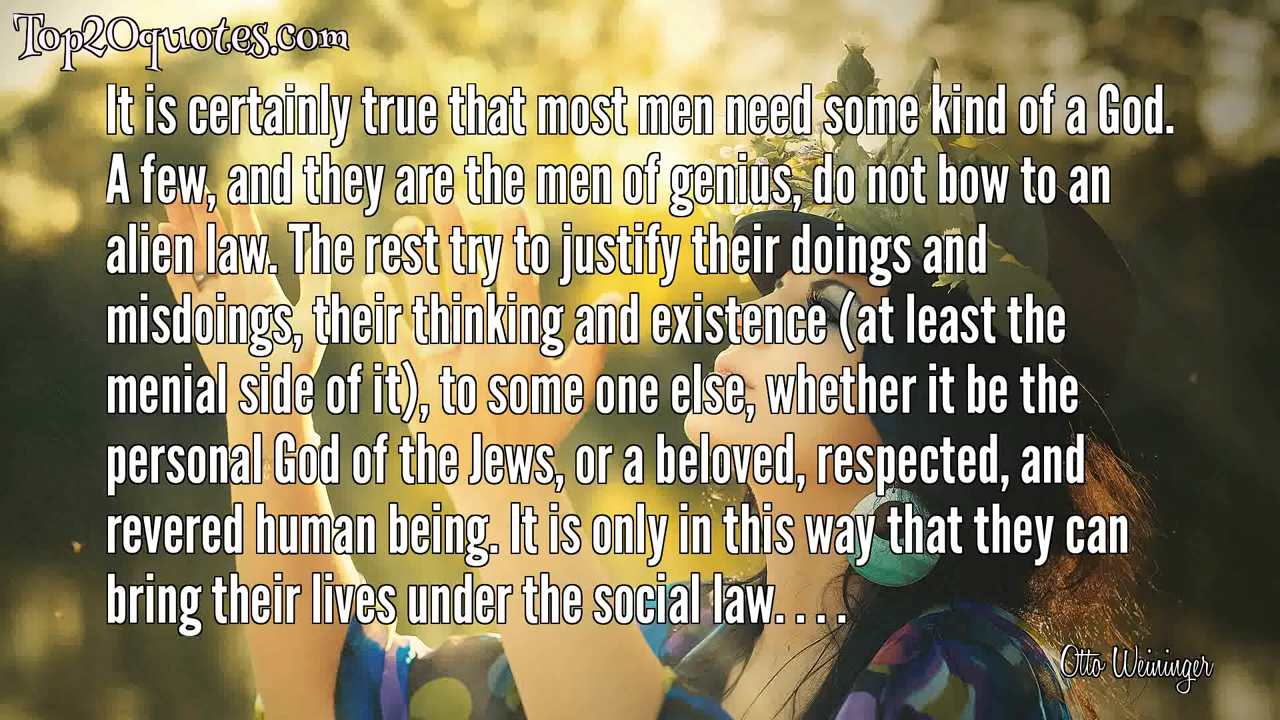 Top20quotes.com
It is certainly true that most men need some kind of a God.
A few, and they are the men of genius, do not bow to an
alien law. The rest try to justify their doings and
misdoings, their thinking and existence (at least the
menial side of it), to some one else, whether it be the
personal God of the Jews, or a beloved, respected, and
revered human being. It is only in this way that they can
bring their lives under the social law. . . .
Otto Weininger